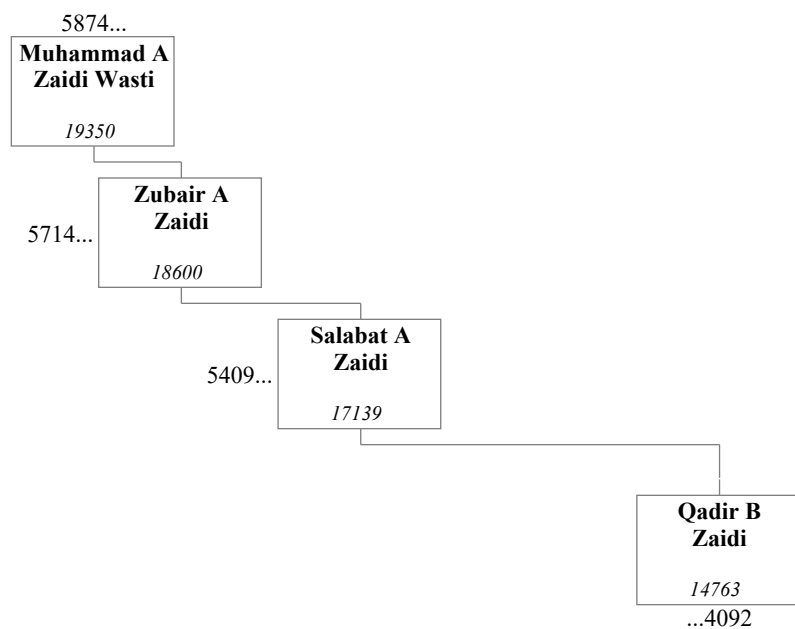 5874...
Muhammad A
Zaidi Wasti
19350
Zubair A
Zaidi
5714...
18600
Salabat A
Zaidi
5409...
17139
Qadir B
Zaidi
14763
...4092